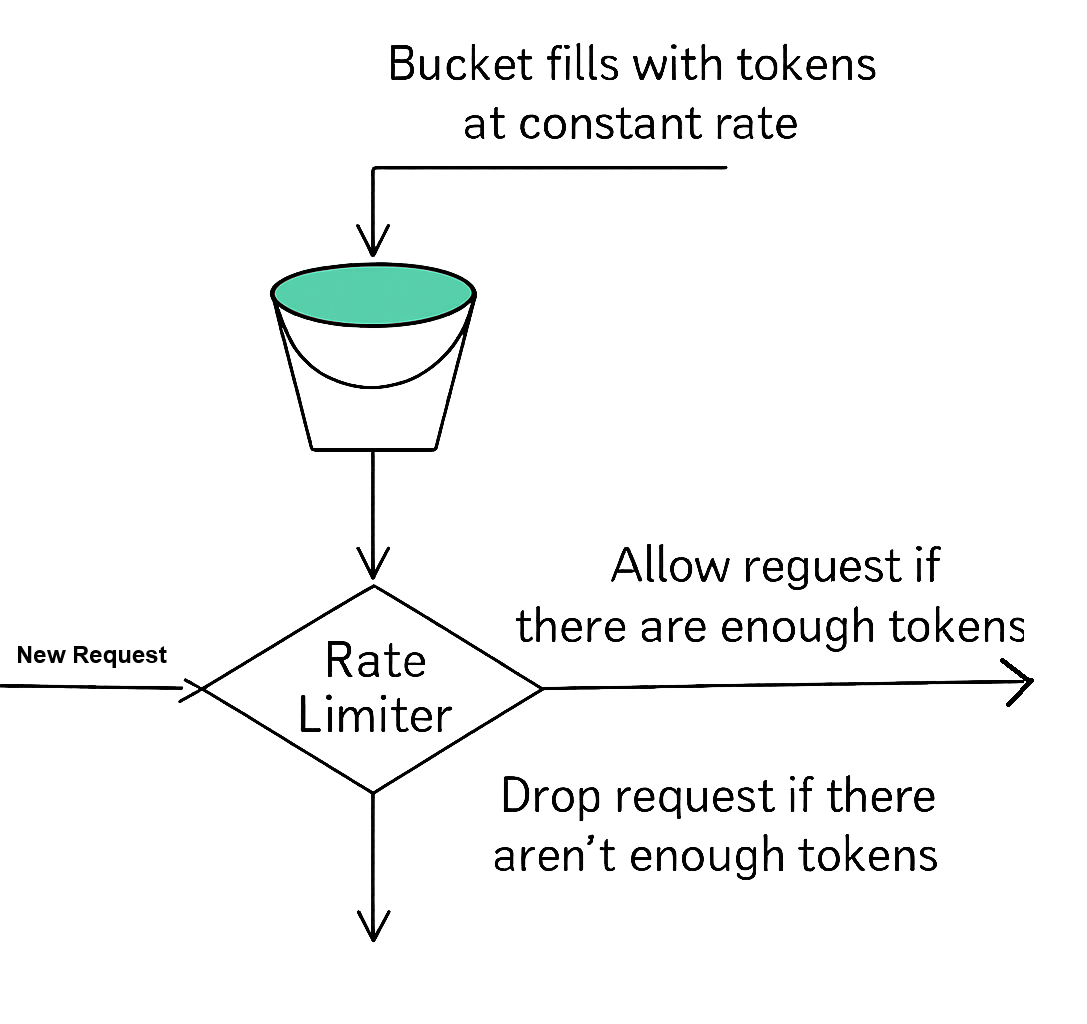 Bucket fills with tokens
at constant rate
New Request
Rate
Limiter
Allow reguest if
there are enough tokens
Drop request if there
aren't enough tokens